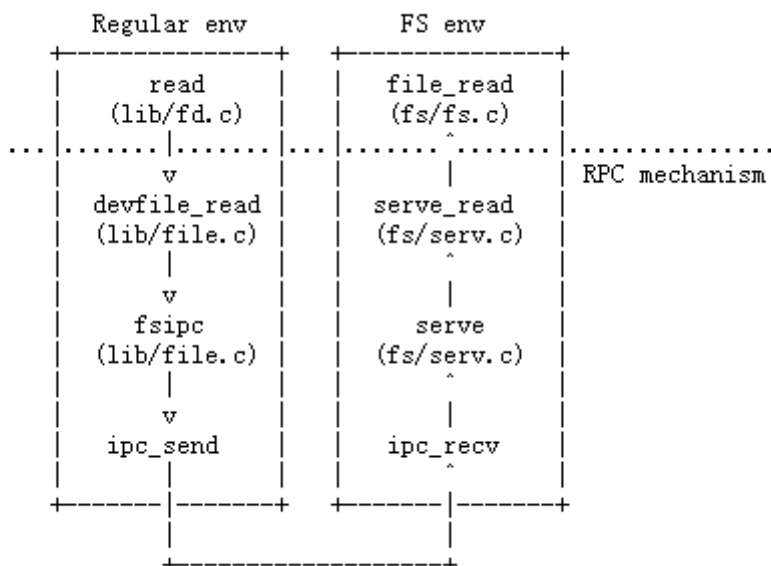 Regular env FS env
read file_read
(lib/fd.c) (fs/fs.c)
RPC mechanism
v
devfile_read serve_read
(lib/file.c) (fs/serv.c)
v
fsipc serve
(lib/file.c) (fs/serv.c)
v
ipc_send ipc_recv